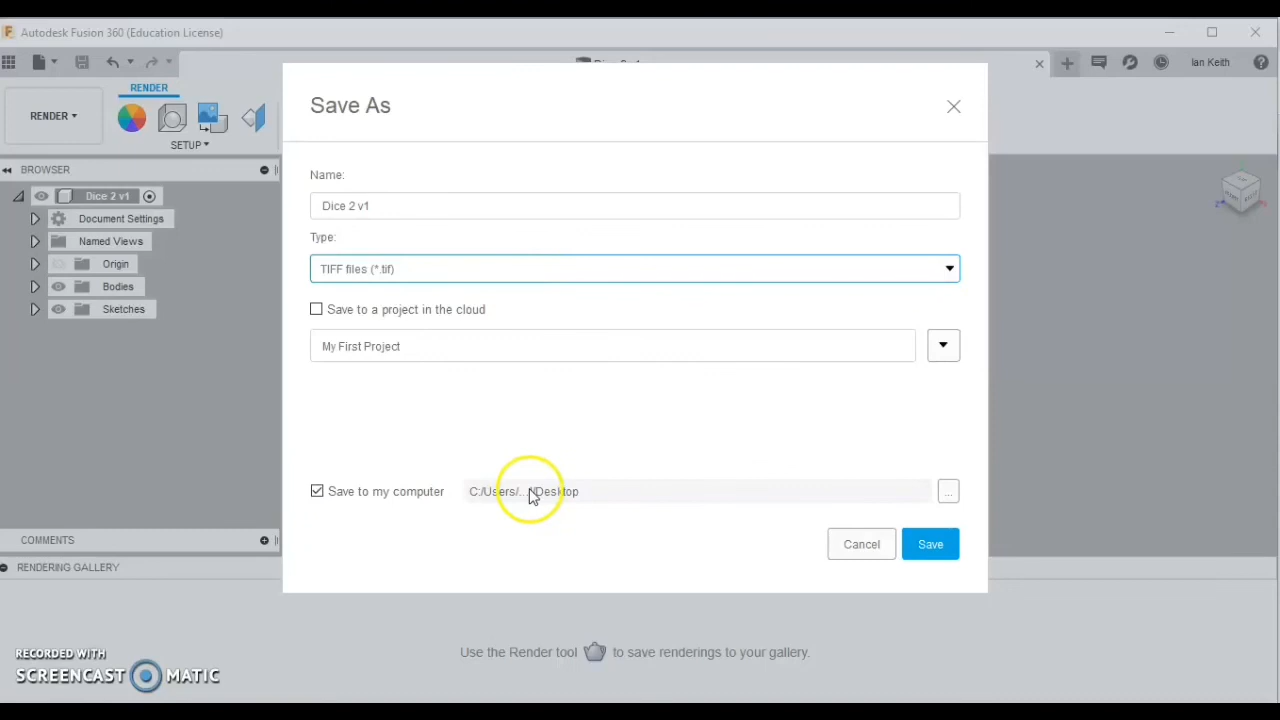 Autodesk Fusion 360 (Education License)
Ian Keith
RENDER
RENDER
SETUP
BROWSER
Dice 2 v1
Document Settings
Named Views
Origin
Bodies
Sketches
Save As
Name:
Dice 2 v1
Type:
TIFF files (*.tif)
Save to a project in the cloud
My First Project
Save to my computer
C:/Users/.../Desktop
...
Cancel
Save
COMMENTS
RENDERING GALLERY
Use the Render tool to save renderings to your gallery.
RECORDED WITH
SCREENCAST MATIC